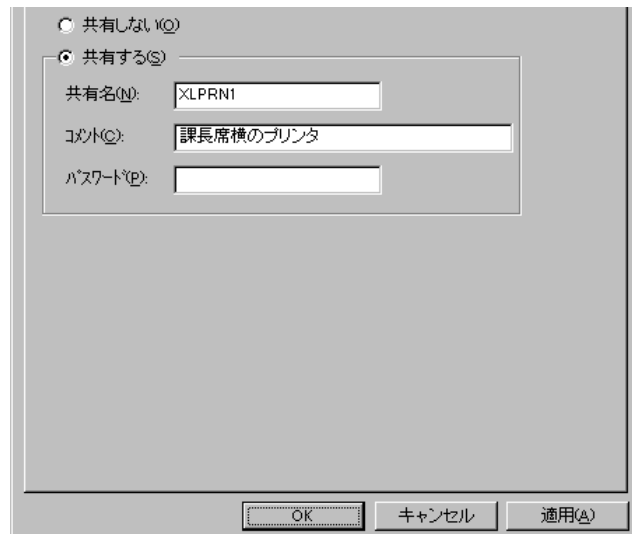 共有しない(O)
共有する(S)
共有名(N): XLPRN1
ｺﾒﾝﾄ(C): 課長席横のプリンタ
ﾊﾟｽﾜｰﾄﾞ(P):
OK キャンセル 適用(A)